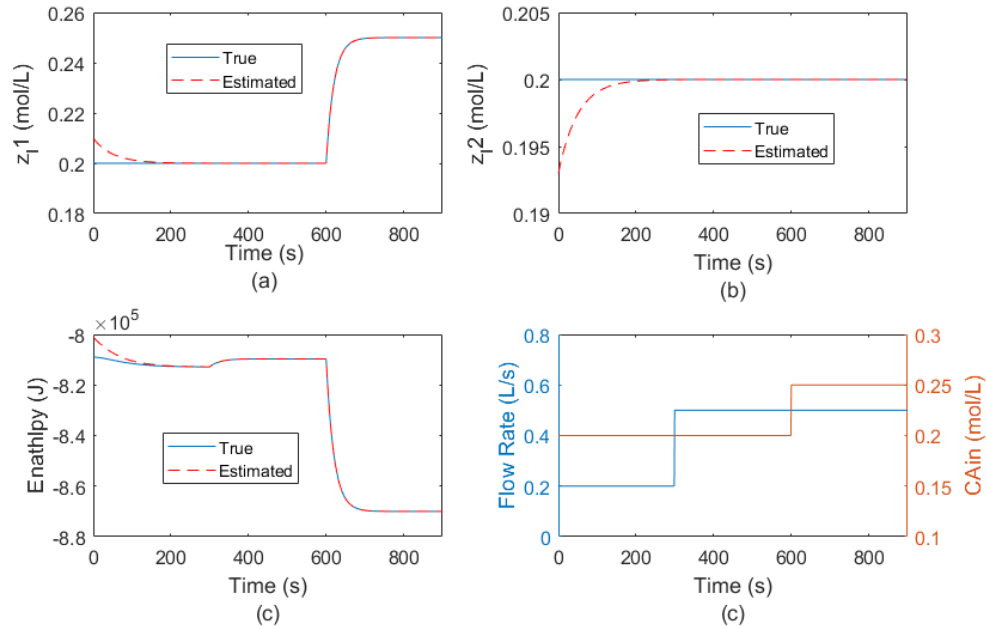 0.26
0.24
0.22
0.2
0.18
z_l1 (mol/L)
True
Estimated
0
200
400
600
800
Time (s)
(a)
0.205
0.2
0.195
0.19
z_l2 (mol/L)
True
Estimated
0
200
400
600
800
Time (s)
(b)
× 10^5
-8
-8.2
-8.4
-8.6
-8.8
Enathlpy (J)
True
Estimated
0
200
400
600
800
Time (s)
(c)
0.8
0.6
0.4
0.2
0
Flow Rate (L/s)
0.3
0.25
0.2
0.15
0.1
CAin (mol/L)
0
200
400
600
800
Time (s)
(c)